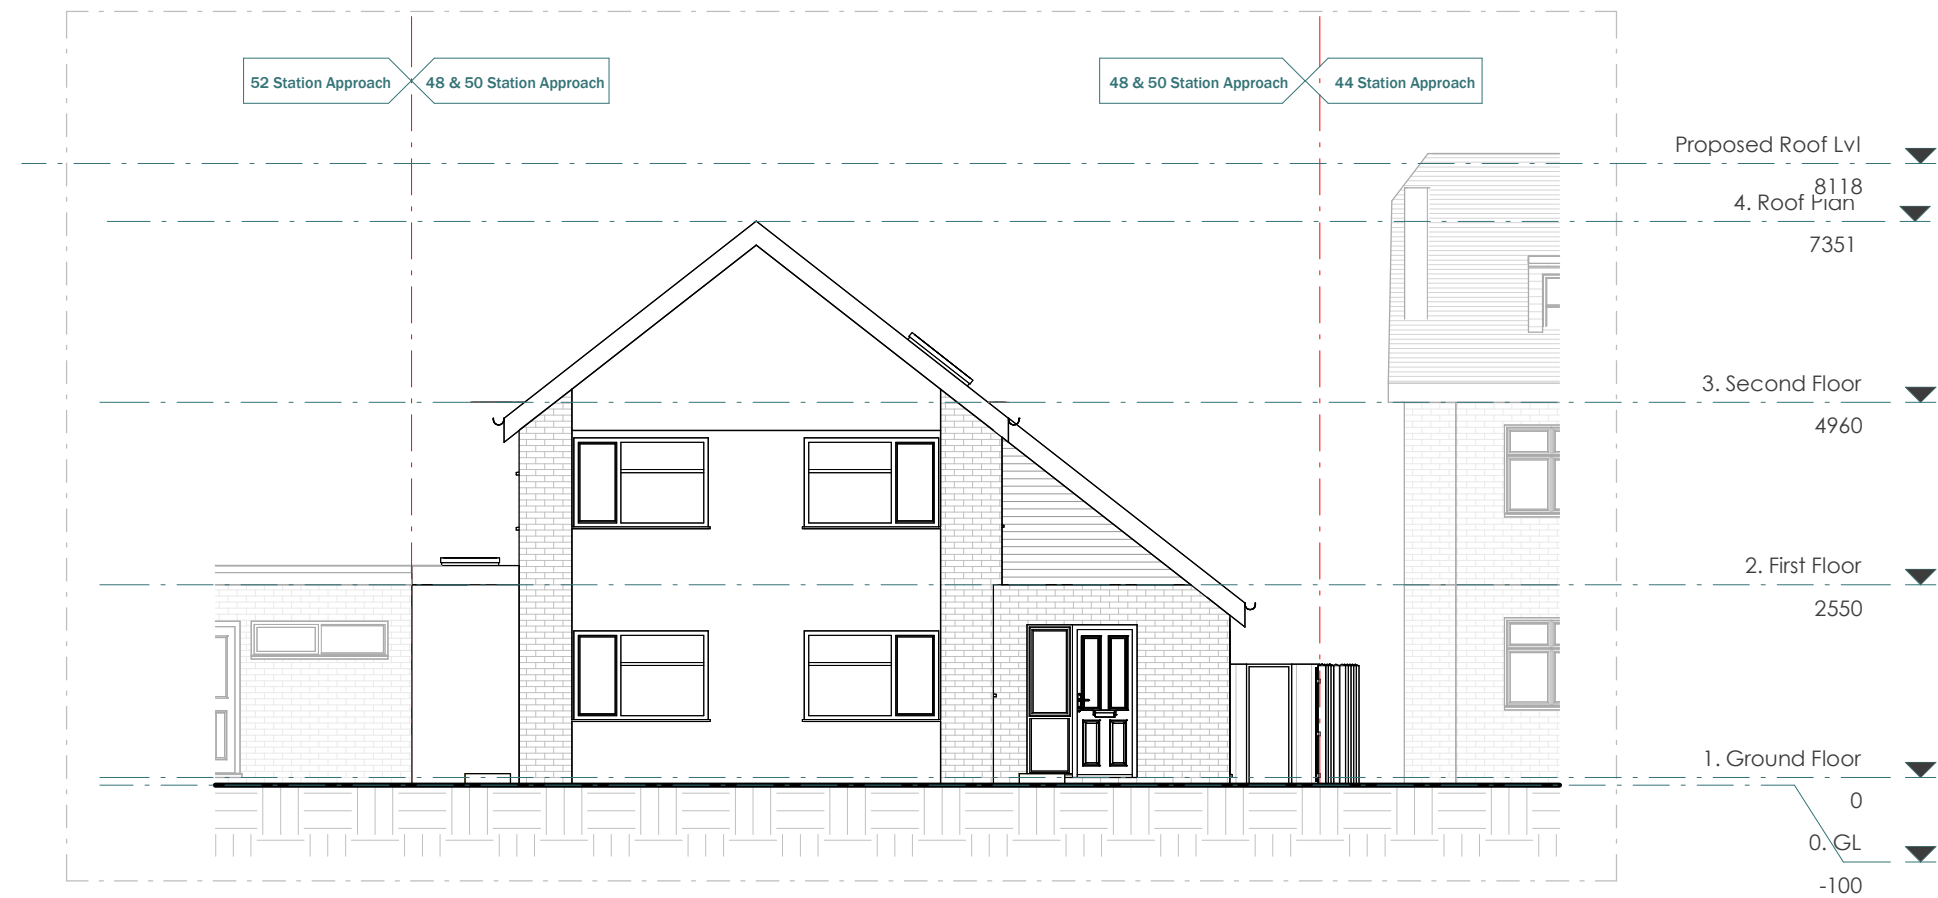 52 Station Approach
48 & 50 Station Approach
48 & 50 Station Approach
44 Station Approach
Proposed Roof Lvl
8118
4. Roof Plan
7351
3. Second Floor
4960
2. First Floor
2550
1. Ground Floor
0
0. GL
-100